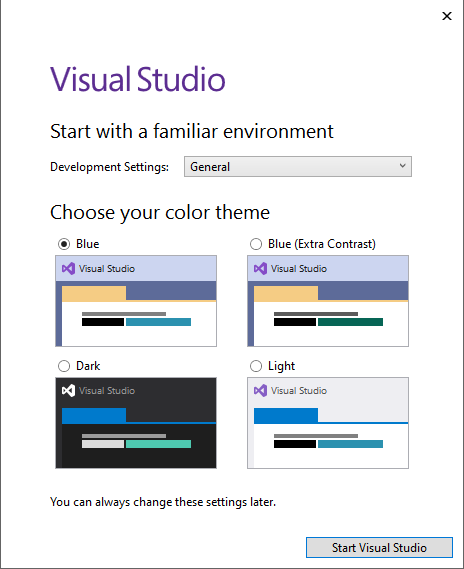 Visual Studio
Start with a familiar environment
Development Settings: General
Choose your color theme
Blue
Blue (Extra Contrast)
Visual Studio
Visual Studio
Dark
Light
Visual Studio
Visual Studio
You can always change these settings later.
Start Visual Studio